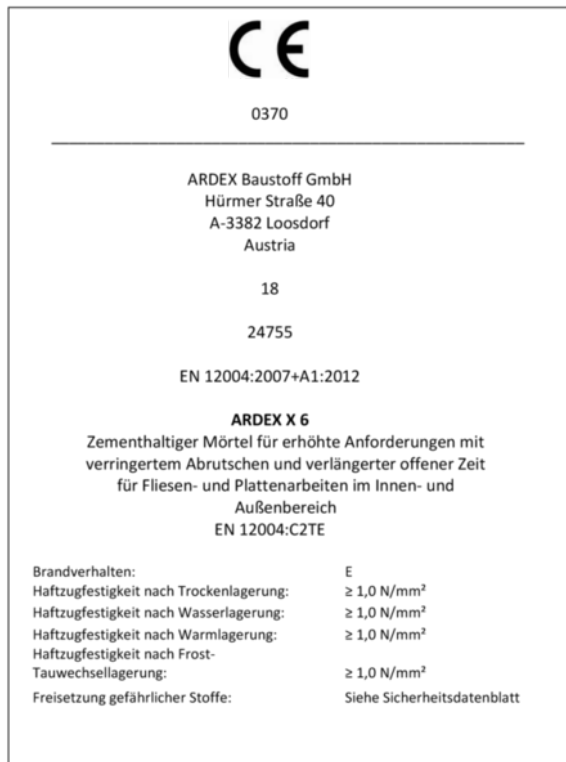 CE
0370
ARDEX Baustoff GmbH
Hürmer Straße 40
A-3382 Loosdorf
Austria
18
24755
EN 12004:2007+A1:2012
ARDEX X 6
Zementhaltiger Mörtel für erhöhte Anforderungen mit
verringertem Abrutschen und verlängerter offener Zeit
für Fliesen- und Plattenarbeiten im Innen- und
Außenbereich
EN 12004:C2TE
Brandverhalten: E
Haftzugfestigkeit nach Trockenlagerung: ≥ 1,0 N/mm²
Haftzugfestigkeit nach Wasserlagerung: ≥ 1,0 N/mm²
Haftzugfestigkeit nach Warmlagerung: ≥ 1,0 N/mm²
Haftzugfestigkeit nach Frost-
Tauwechsellagerung: ≥ 1,0 N/mm²
Freisetzung gefährlicher Stoffe: Siehe Sicherheitsdatenblatt